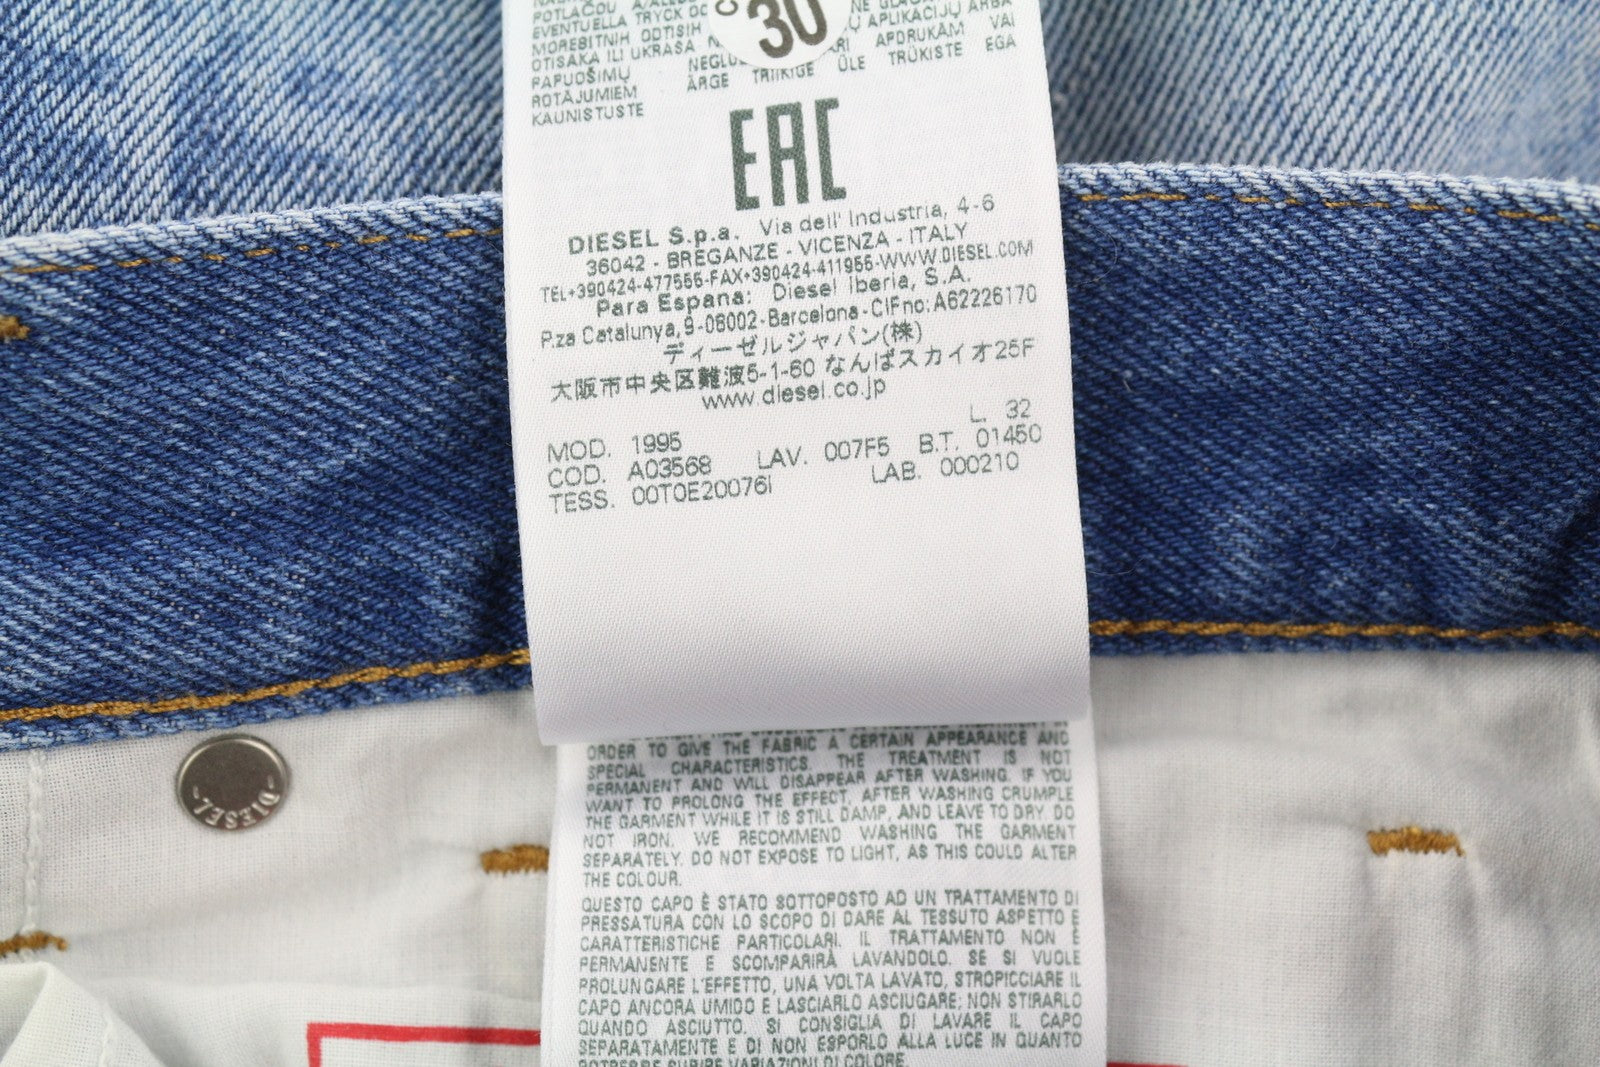 POTLAČOU
EVENTUELLA TRYCK
APLIKACIJU ARBA
MOREBITNIH ODTISIH
APDRUKĀM VAI
OTISAKA ILI UKRASA
TRÜKISTE EGA
PAPUOŠIMŲ
ÄRGE TRIIKIGE ÜLE
ROTĀJUMIEM
KAUNISTUSTE
30
EAC
DIESEL S.p.a. Via dell' Industria, 4-6
36042 - BREGANZE - VICENZA - ITALY
TEL+390424-477555-FAX+390424-411955-WWW.DIESEL.COM
Para Espana: Diesel Iberia, S.A.
P.za Catalunya,9-08002-Barcelona-CIFno:A62226170
ディーゼルジャパン(株)
大阪市中央区難波5-1-60 なんばスカイオ25F
www.diesel.co.jp
L. 32
MOD. 1995
COD. A03568 LAV. 007F5 B.T. 01450
TESS. 00T0E20076I LAB. 000210
ORDER TO GIVE THE FABRIC A CERTAIN APPEARANCE AND
SPECIAL CHARACTERISTICS. THE TREATMENT IS NOT
PERMANENT AND WILL DISAPPEAR AFTER WASHING. IF YOU
WANT TO PROLONG THE EFFECT, AFTER WASHING CRUMPLE
THE GARMENT WHILE IT IS STILL DAMP, AND LEAVE TO DRY. DO
NOT IRON. WE RECOMMEND WASHING THE GARMENT
SEPARATELY. DO NOT EXPOSE TO LIGHT, AS THIS COULD ALTER
THE COLOUR.
QUESTO CAPO È STATO SOTTOPOSTO AD UN TRATTAMENTO DI
PRESSATURA CON LO SCOPO DI DARE AL TESSUTO ASPETTO E
CARATTERISTICHE PARTICOLARI. IL TRATTAMENTO NON È
PERMANENTE E SCOMPARIRÀ LAVANDOLO. SE SI VUOLE
PROLUNGARE L'EFFETTO, UNA VOLTA LAVATO, STROPICCIARE IL
CAPO ANCORA UMIDO E LASCIARLO ASCIUGARE; NON STIRARLO
QUANDO ASCIUTTO. SI CONSIGLIA DI LAVARE IL CAPO
SEPARATAMENTE E DI NON ESPORLO ALLA LUCE IN QUANTO
POTREBBE SUBIRE VARIAZIONI DI COLORE.
-DIESEL-